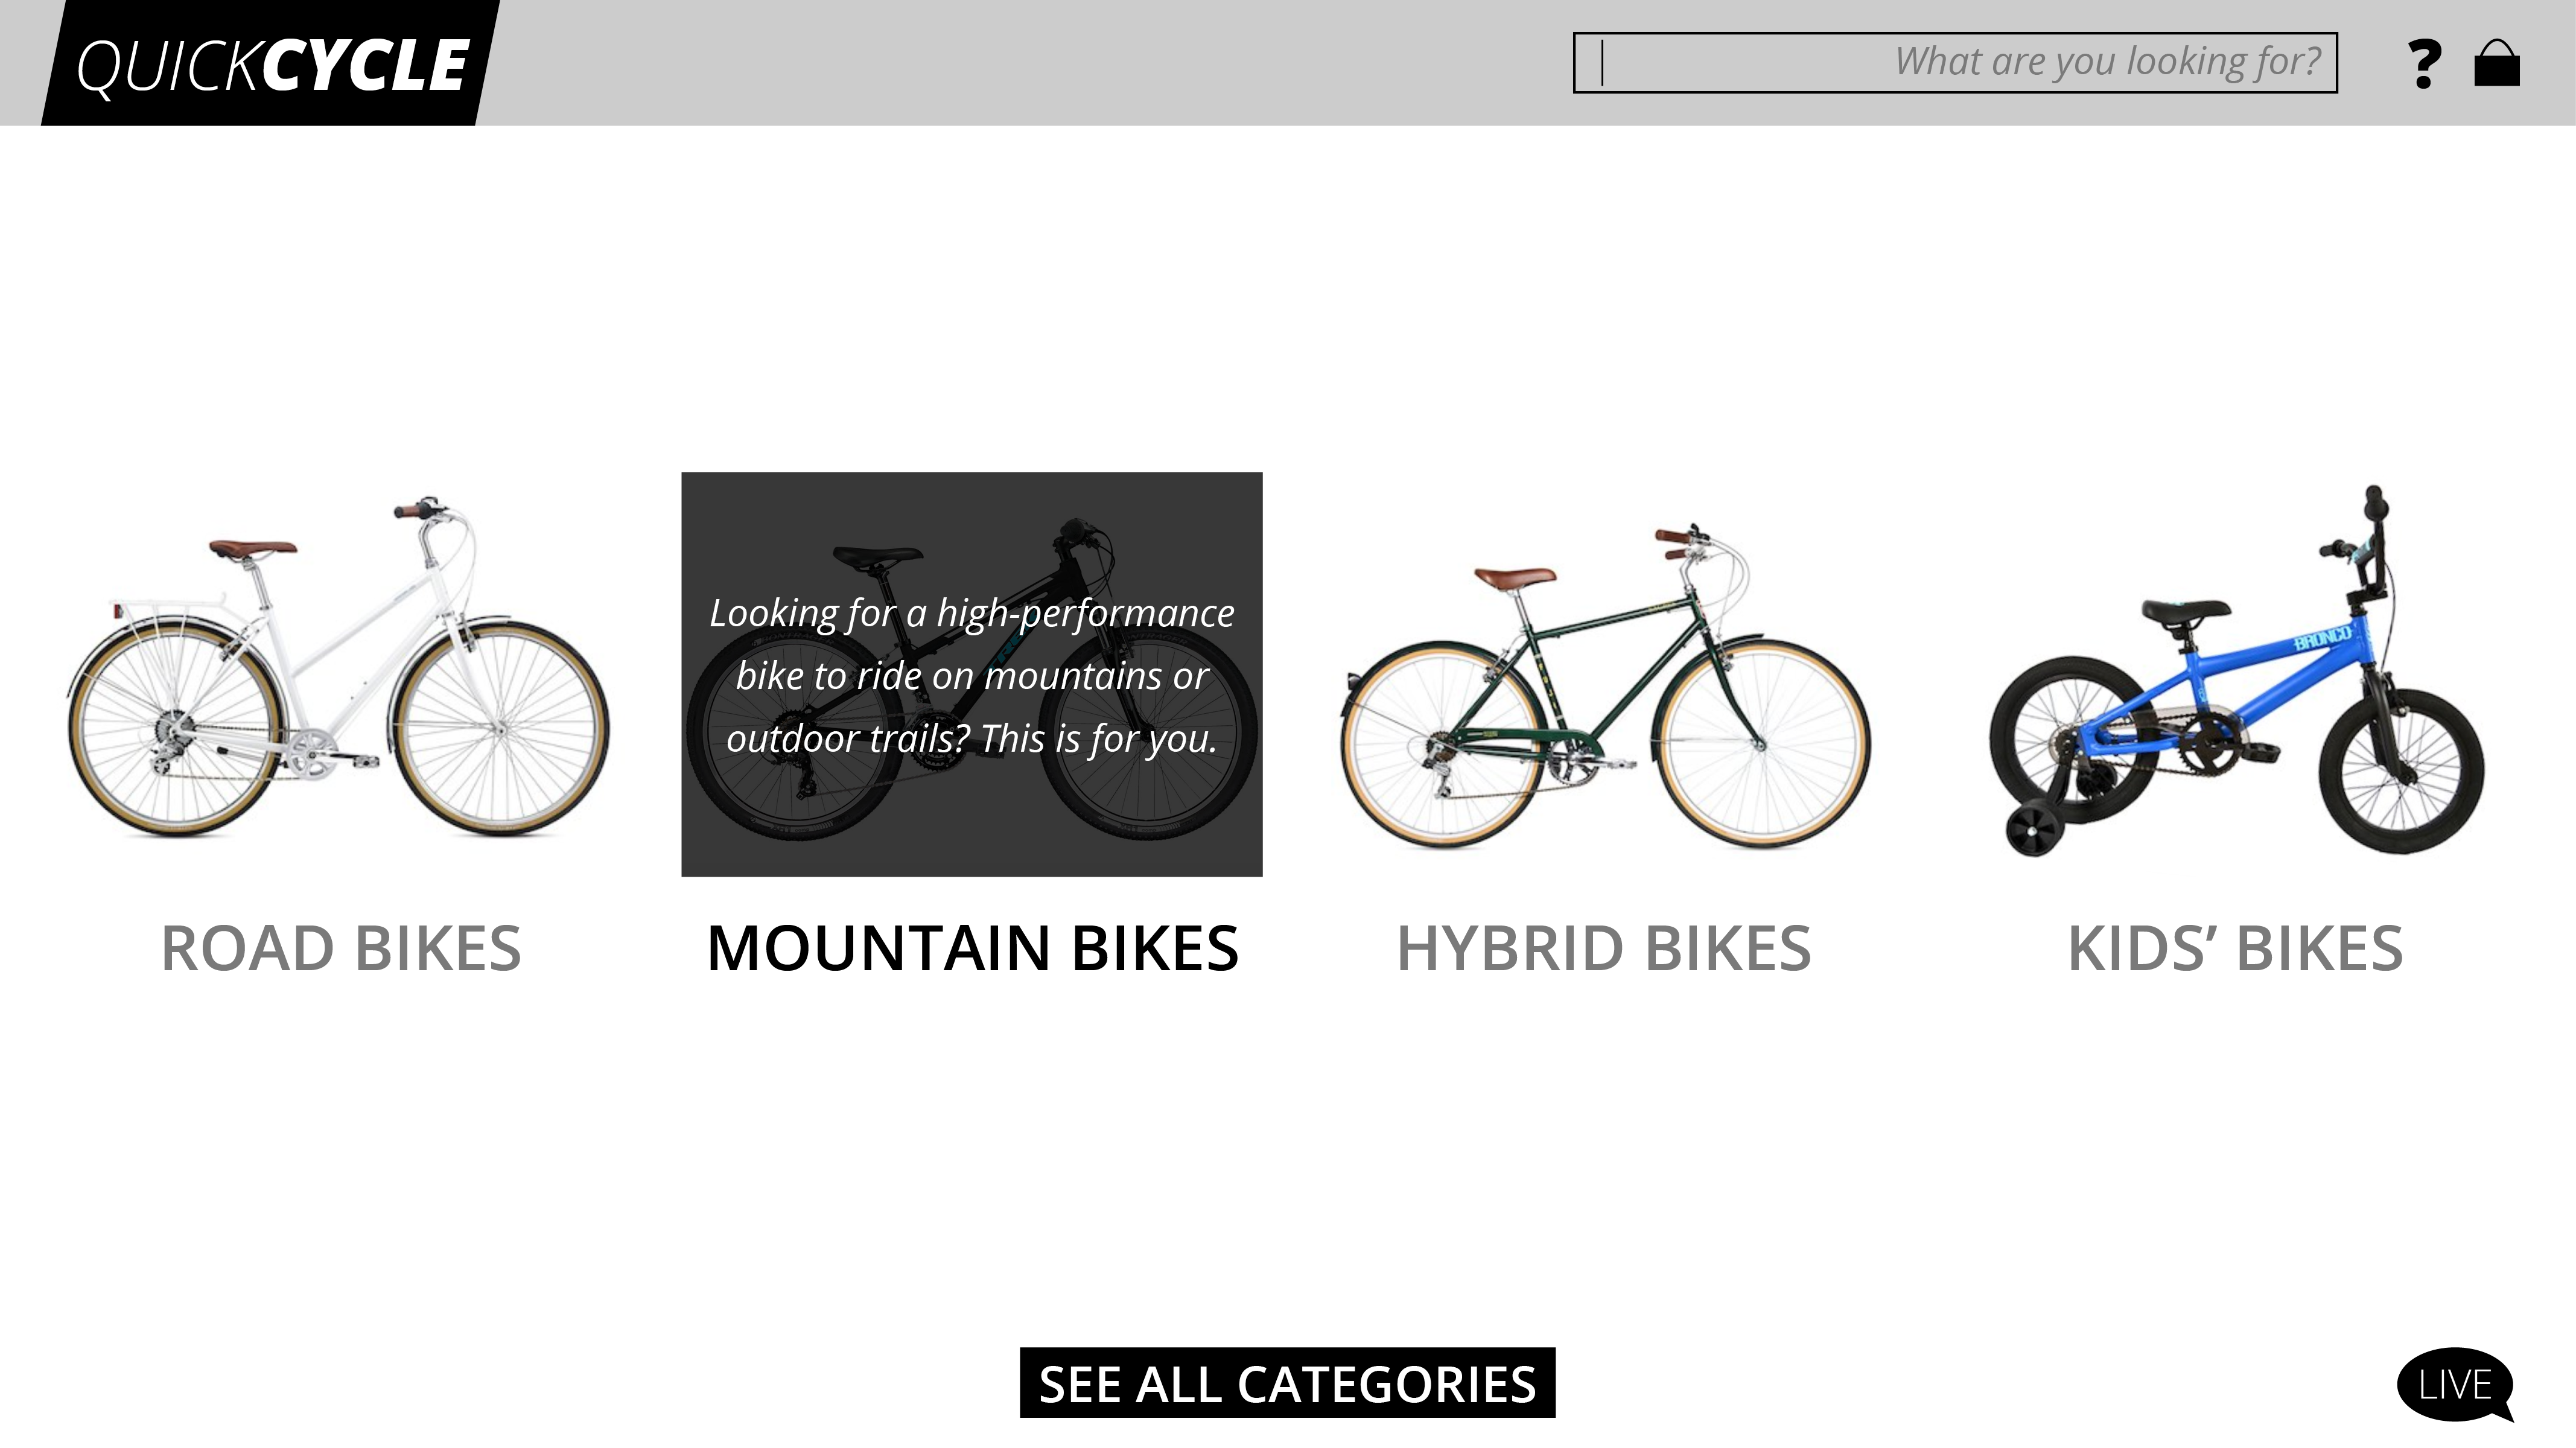 QUICKCYCLE
What are you looking for?
?
Looking for a high-performance
bike to ride on mountains or
outdoor trails? This is for you.
BRONCO
ROAD BIKES
MOUNTAIN BIKES
HYBRID BIKES
KIDS’ BIKES
SEE ALL CATEGORIES
LIVE